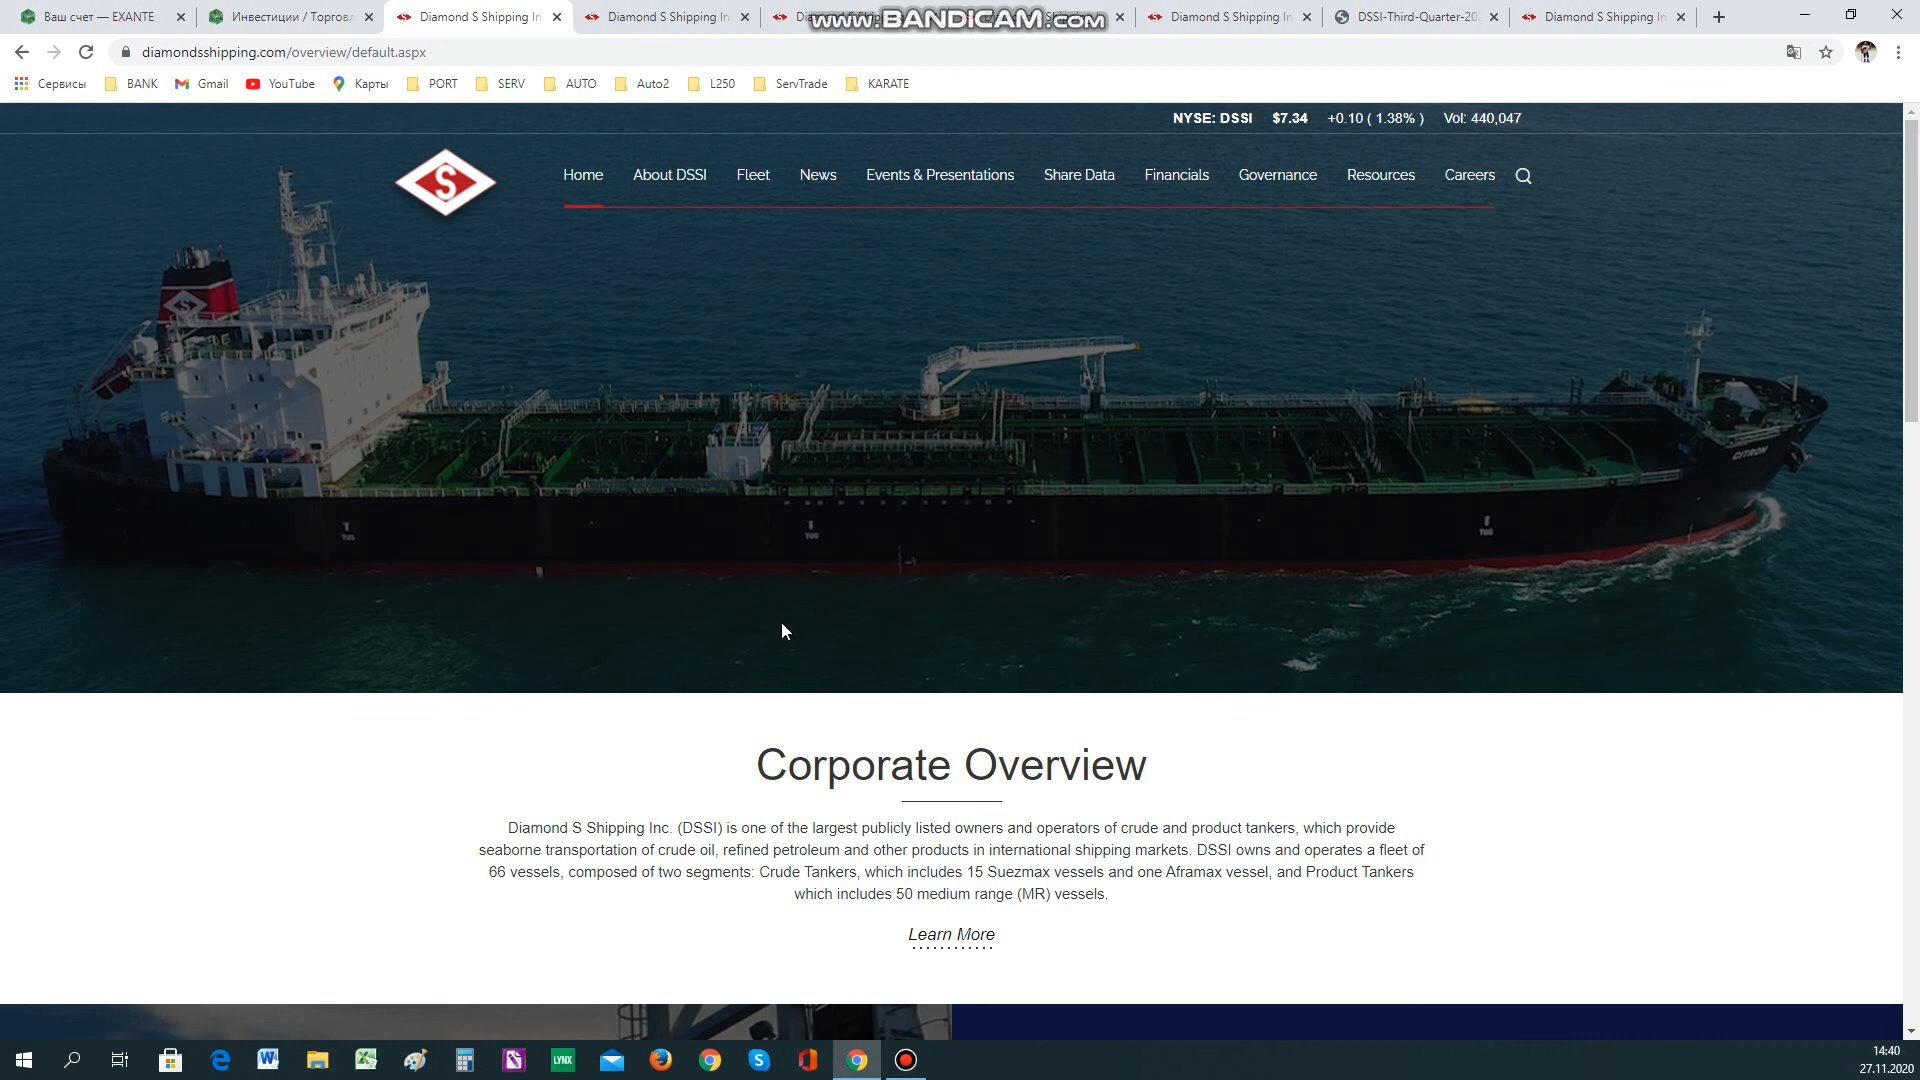 Ваш счет — EXANTE
Инвестиции / Торговл
Diamond S Shipping In
Diamond S Shipping In
www.BANDICAM.com
Diamond S Shipping In
DSSI-Third-Quarter-202
Diamond S Shipping In
diamondsshipping.com/overview/default.aspx
Сервисы BANK Gmail YouTube Карты PORT SERV AUTO Auto2 L250 ServTrade KARATE
NYSE: DSSI $7.34 +0.10 ( 1.38% ) Vol: 440,047
S
Home About DSSI Fleet News Events & Presentations Share Data Financials Governance Resources Careers
S
CITRON
TUG
TUG
TUG
Corporate Overview
Diamond S Shipping Inc. (DSSI) is one of the largest publicly listed owners and operators of crude and product tankers, which provide
seaborne transportation of crude oil, refined petroleum and other products in international shipping markets. DSSI owns and operates a fleet of
66 vessels, composed of two segments: Crude Tankers, which includes 15 Suezmax vessels and one Aframax vessel, and Product Tankers
which includes 50 medium range (MR) vessels.
Learn More
LYNX
14:40
27.11.2020